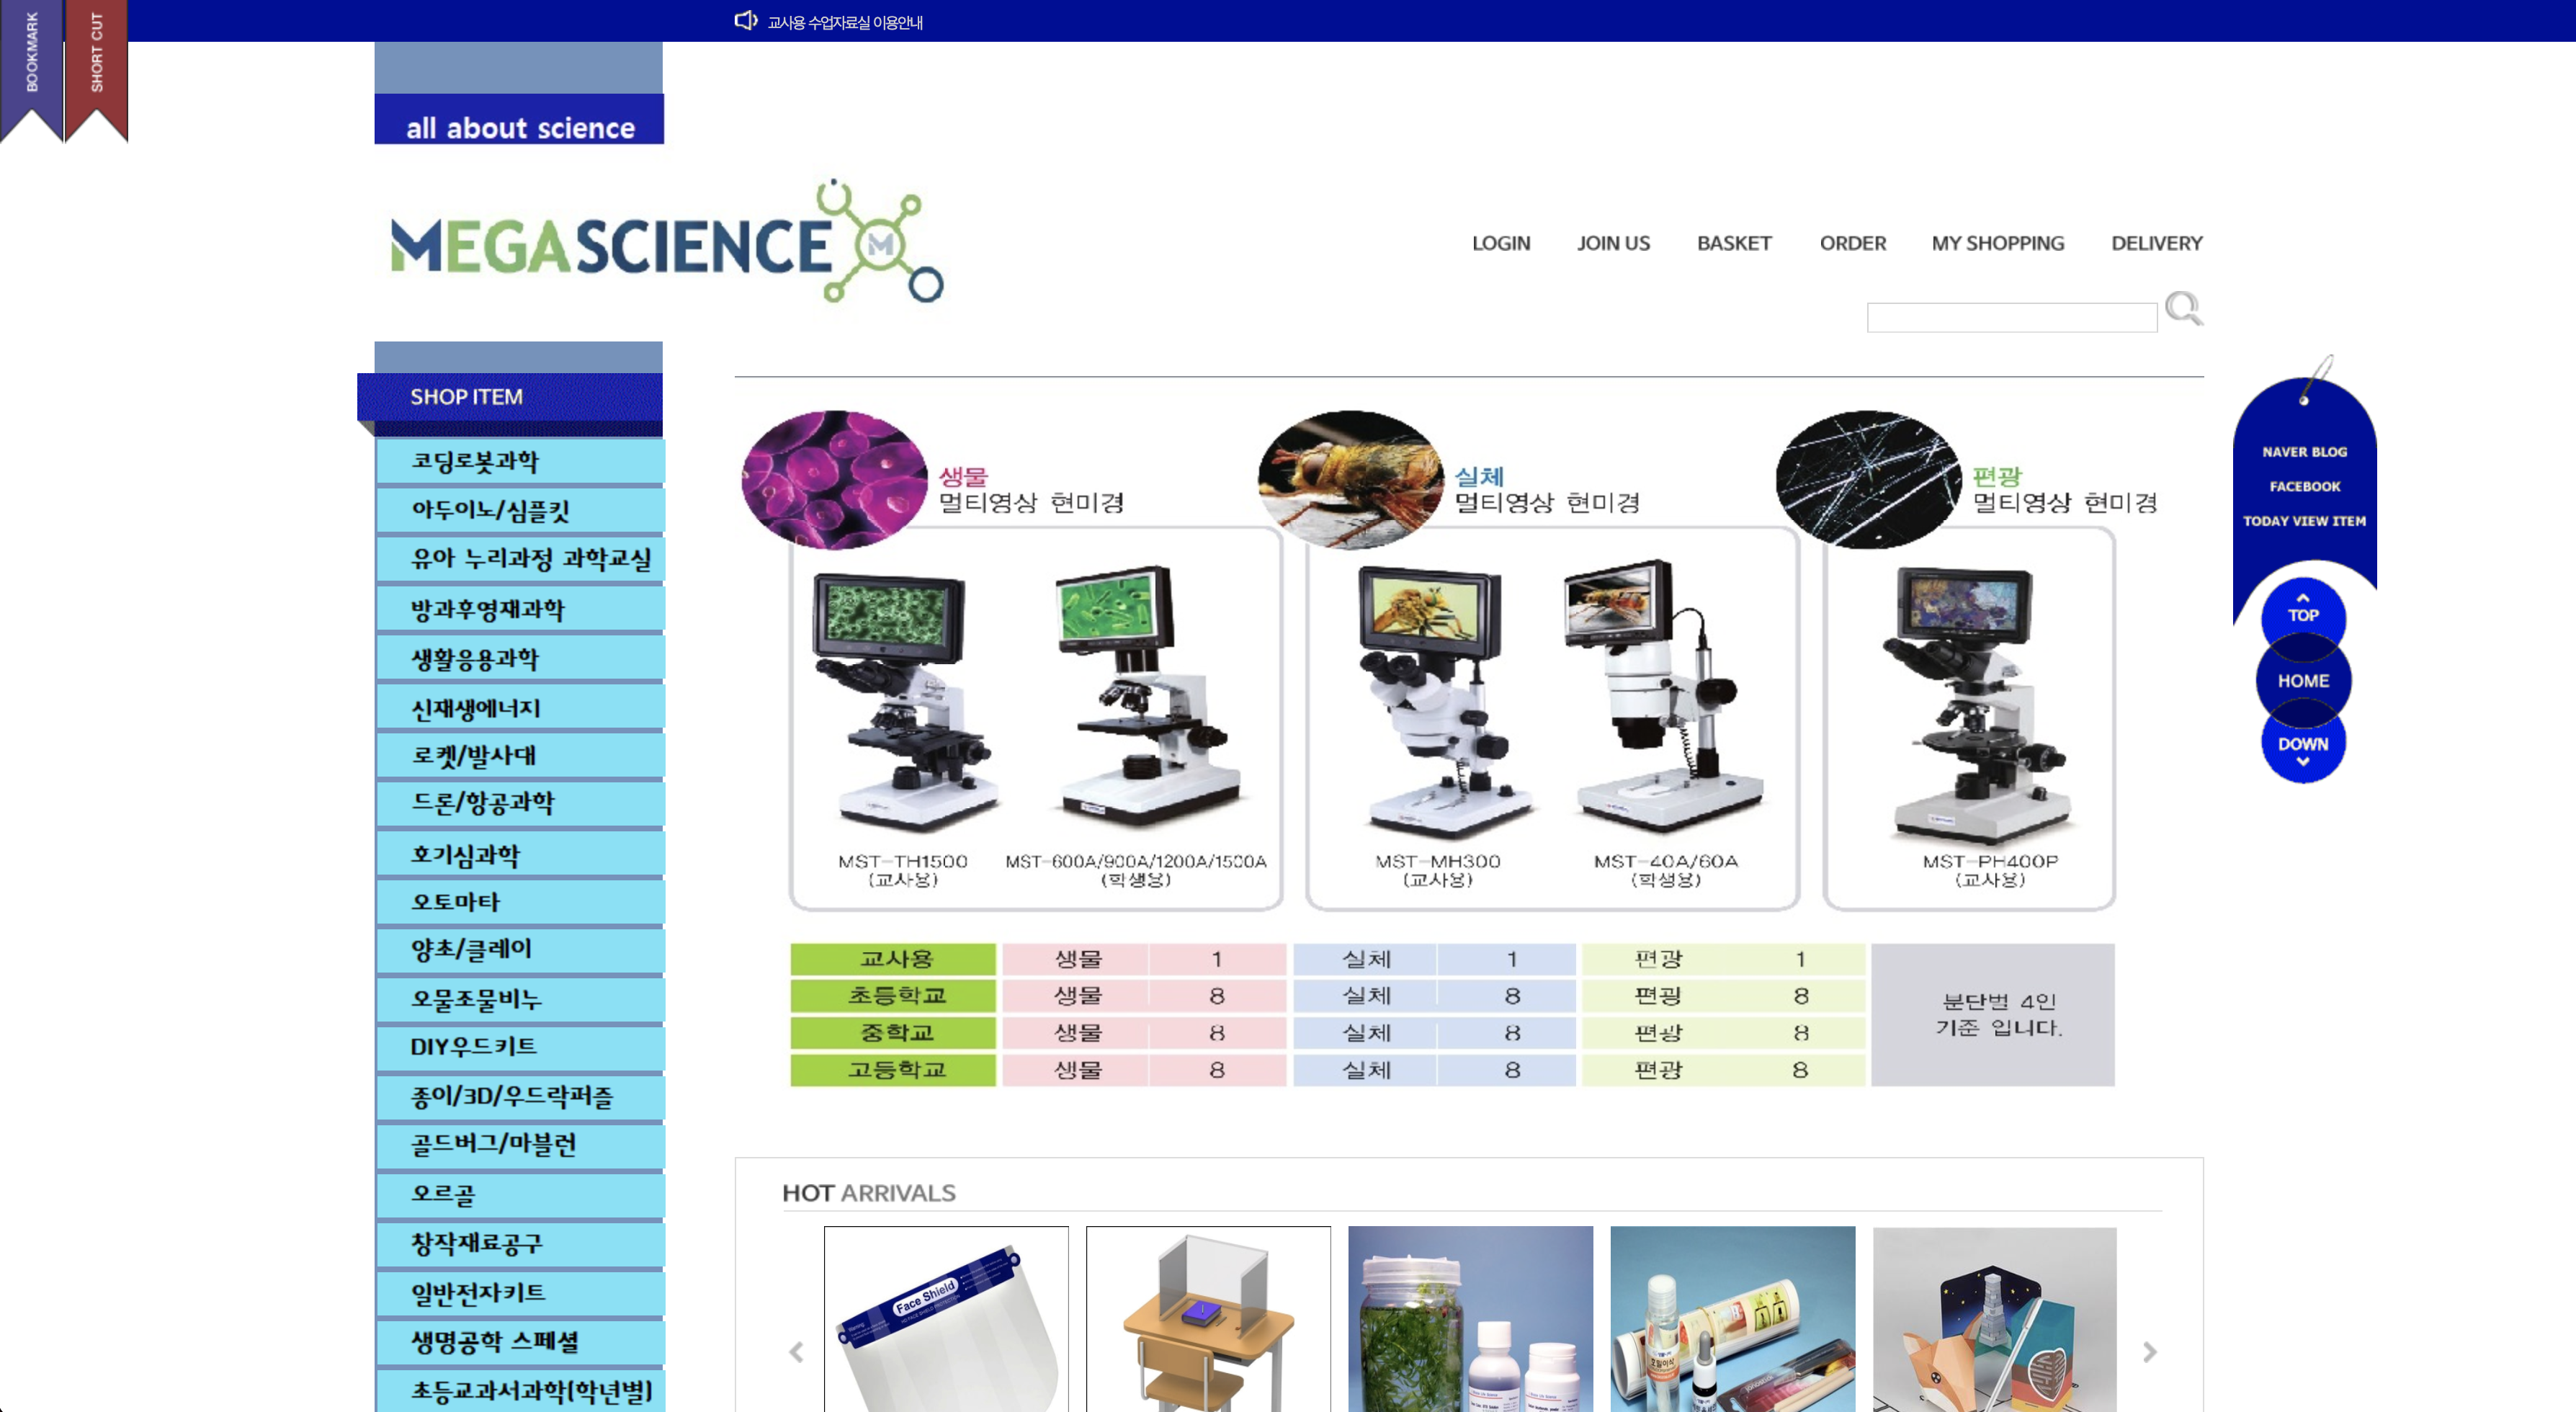 BOOKMARK
SHORT CUT
교사용 수업자료실 이용안내
all about science
MEGASCIENCE
M
LOGIN JOIN US BASKET ORDER MY SHOPPING DELIVERY
SHOP ITEM
코딩로봇과학
아두이노/심플킷
유아 누리과정 과학교실
방과후영재과학
생활응용과학
신재생에너지
로켓/발사대
드론/항공과학
호기심과학
오토마타
양초/클레이
오물조물비누
DIY우드키트
종이/3D/우드락퍼즐
골드버그/마블런
오르골
창작재료공구
일반전자키트
생명공학 스페셜
초등교과서과학(학년별)
생물
멀티영상 현미경
실체
멀티영상 현미경
편광
멀티영상 현미경
MST-TH1500
(교사용)
MST-600A/900A/1200A/1500A
(학생용)
MST-MH300
(교사용)
MST-40A/60A
(학생용)
MST-PH400P
(교사용)
교사용 생물 1 실체 1 편광 1
초등학교 생물 8 실체 8 편광 8
중학교 생물 8 실체 8 편광 8
고등학교 생물 8 실체 8 편광 8
분단별 4인
기준 입니다.
HOT ARRIVALS
Face Shield
NAVER BLOG
FACEBOOK
TODAY VIEW ITEM
TOP
HOME
DOWN